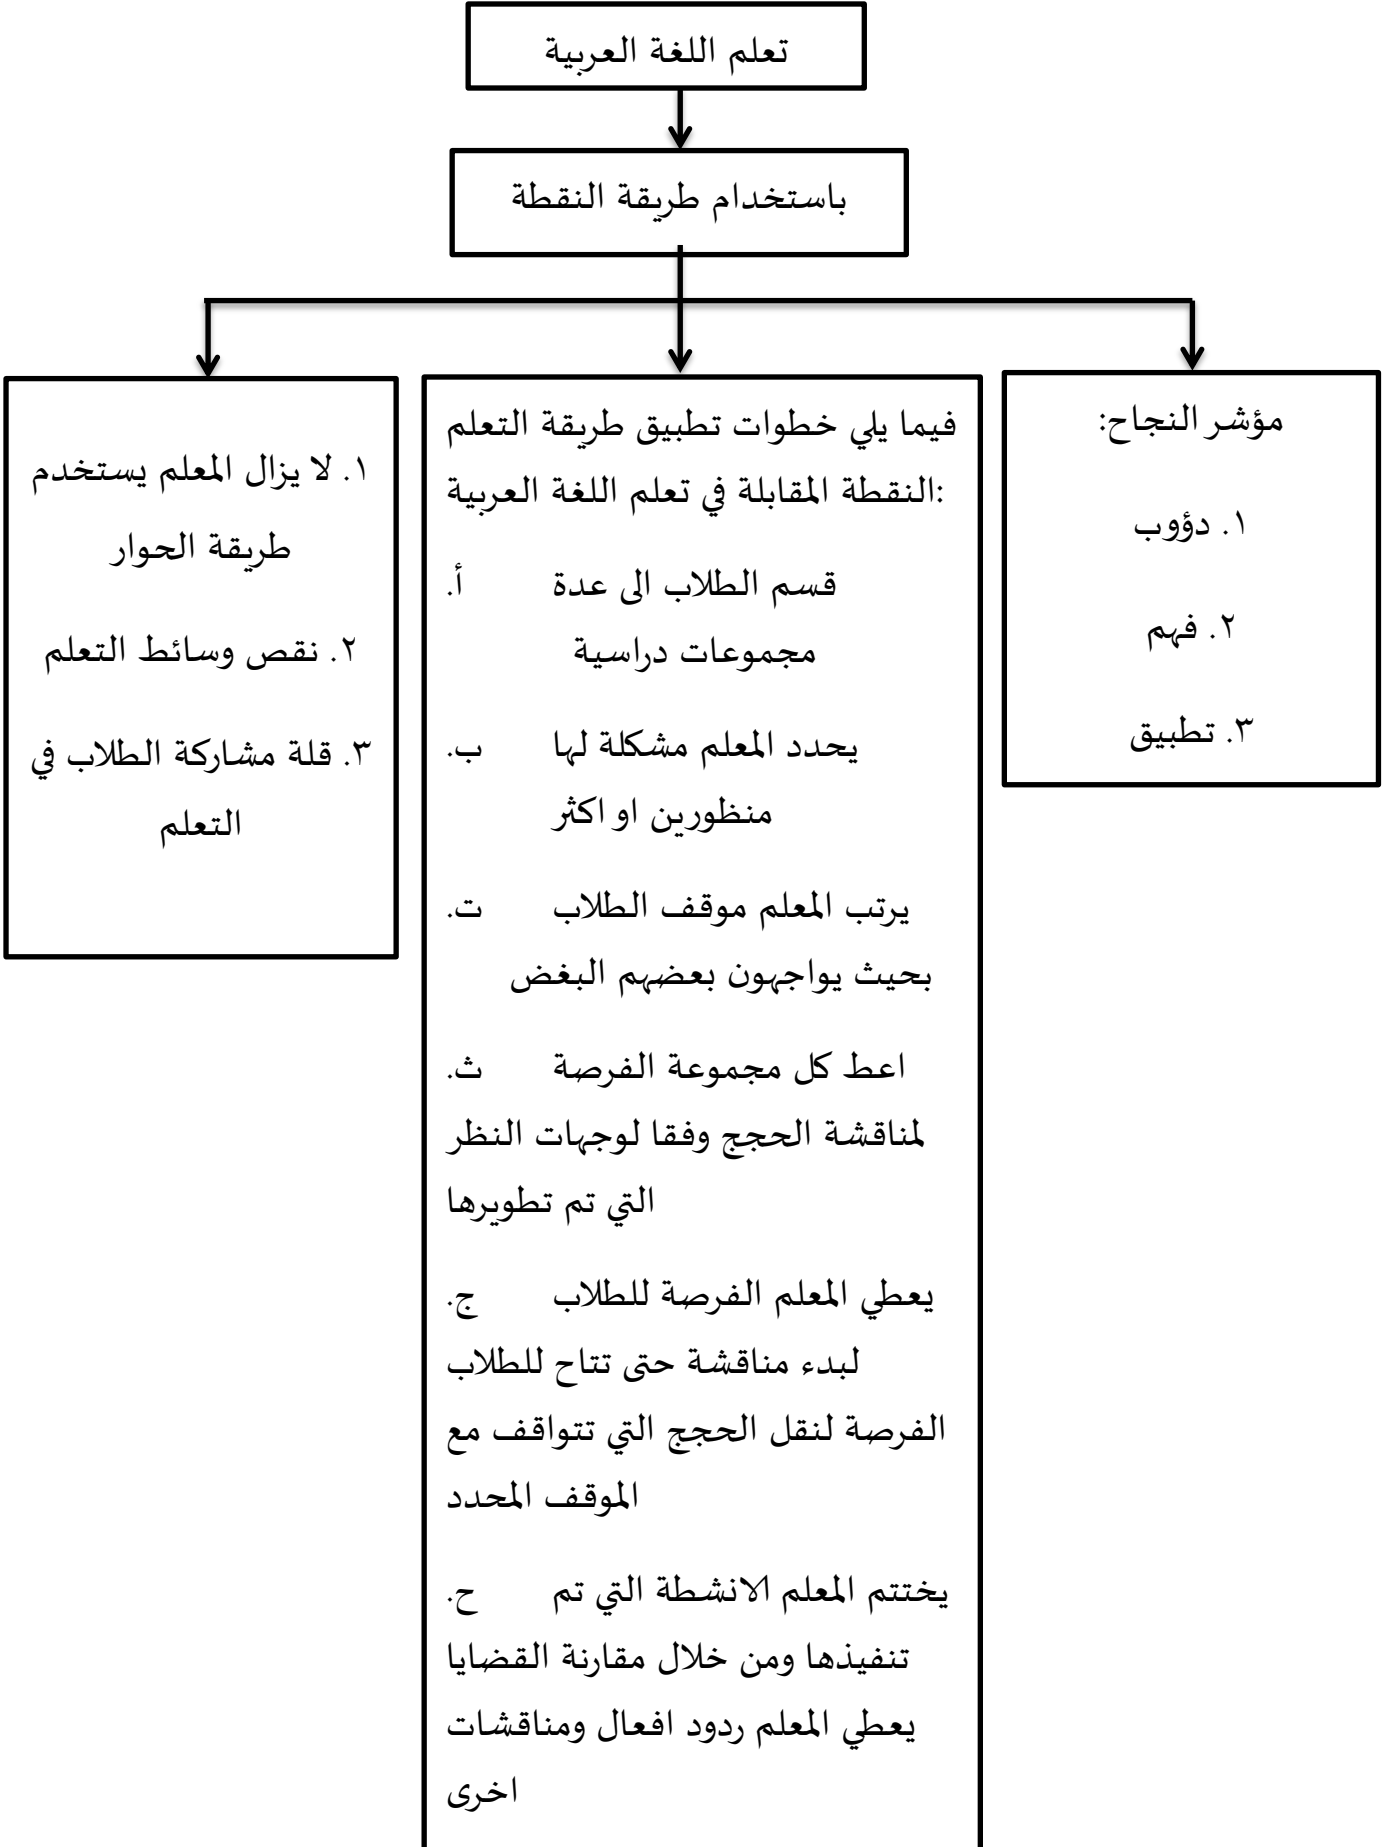 تعلم اللغة العربية
باستخدام طريقة النقطة
مؤشر النجاح:
١. دؤوب
٢. فهم
٣. تطبيق
فيما يلي خطوات تطبيق طريقة التعلم
النقطة المقابلة في تعلم اللغة العربية:
أ. قسم الطلاب الى عدة
مجموعات دراسية
ب. يحدد المعلم مشكلة لها
منظورين او اكثر
ت. يرتب المعلم موقف الطلاب
بحيث يواجهون بعضهم البغض
ث. اعط كل مجموعة الفرصة
لمناقشة الحجج وفقا لوجهات النظر
التي تم تطويرها
ج. يعطي المعلم الفرصة للطلاب
لبدء مناقشة حتى تتاح للطلاب
الفرصة لنقل الحجج التي تتواقف مع
الموقف المحدد
ح. يختتم المعلم الانشطة التي تم
تنفيذها ومن خلال مقارنة القضايا
يعطي المعلم ردود افعال ومناقشات
اخرى
١. لا يزال المعلم يستخدم
طريقة الحوار
٢. نقص وسائط التعلم
٣. قلة مشاركة الطلاب في
التعلم